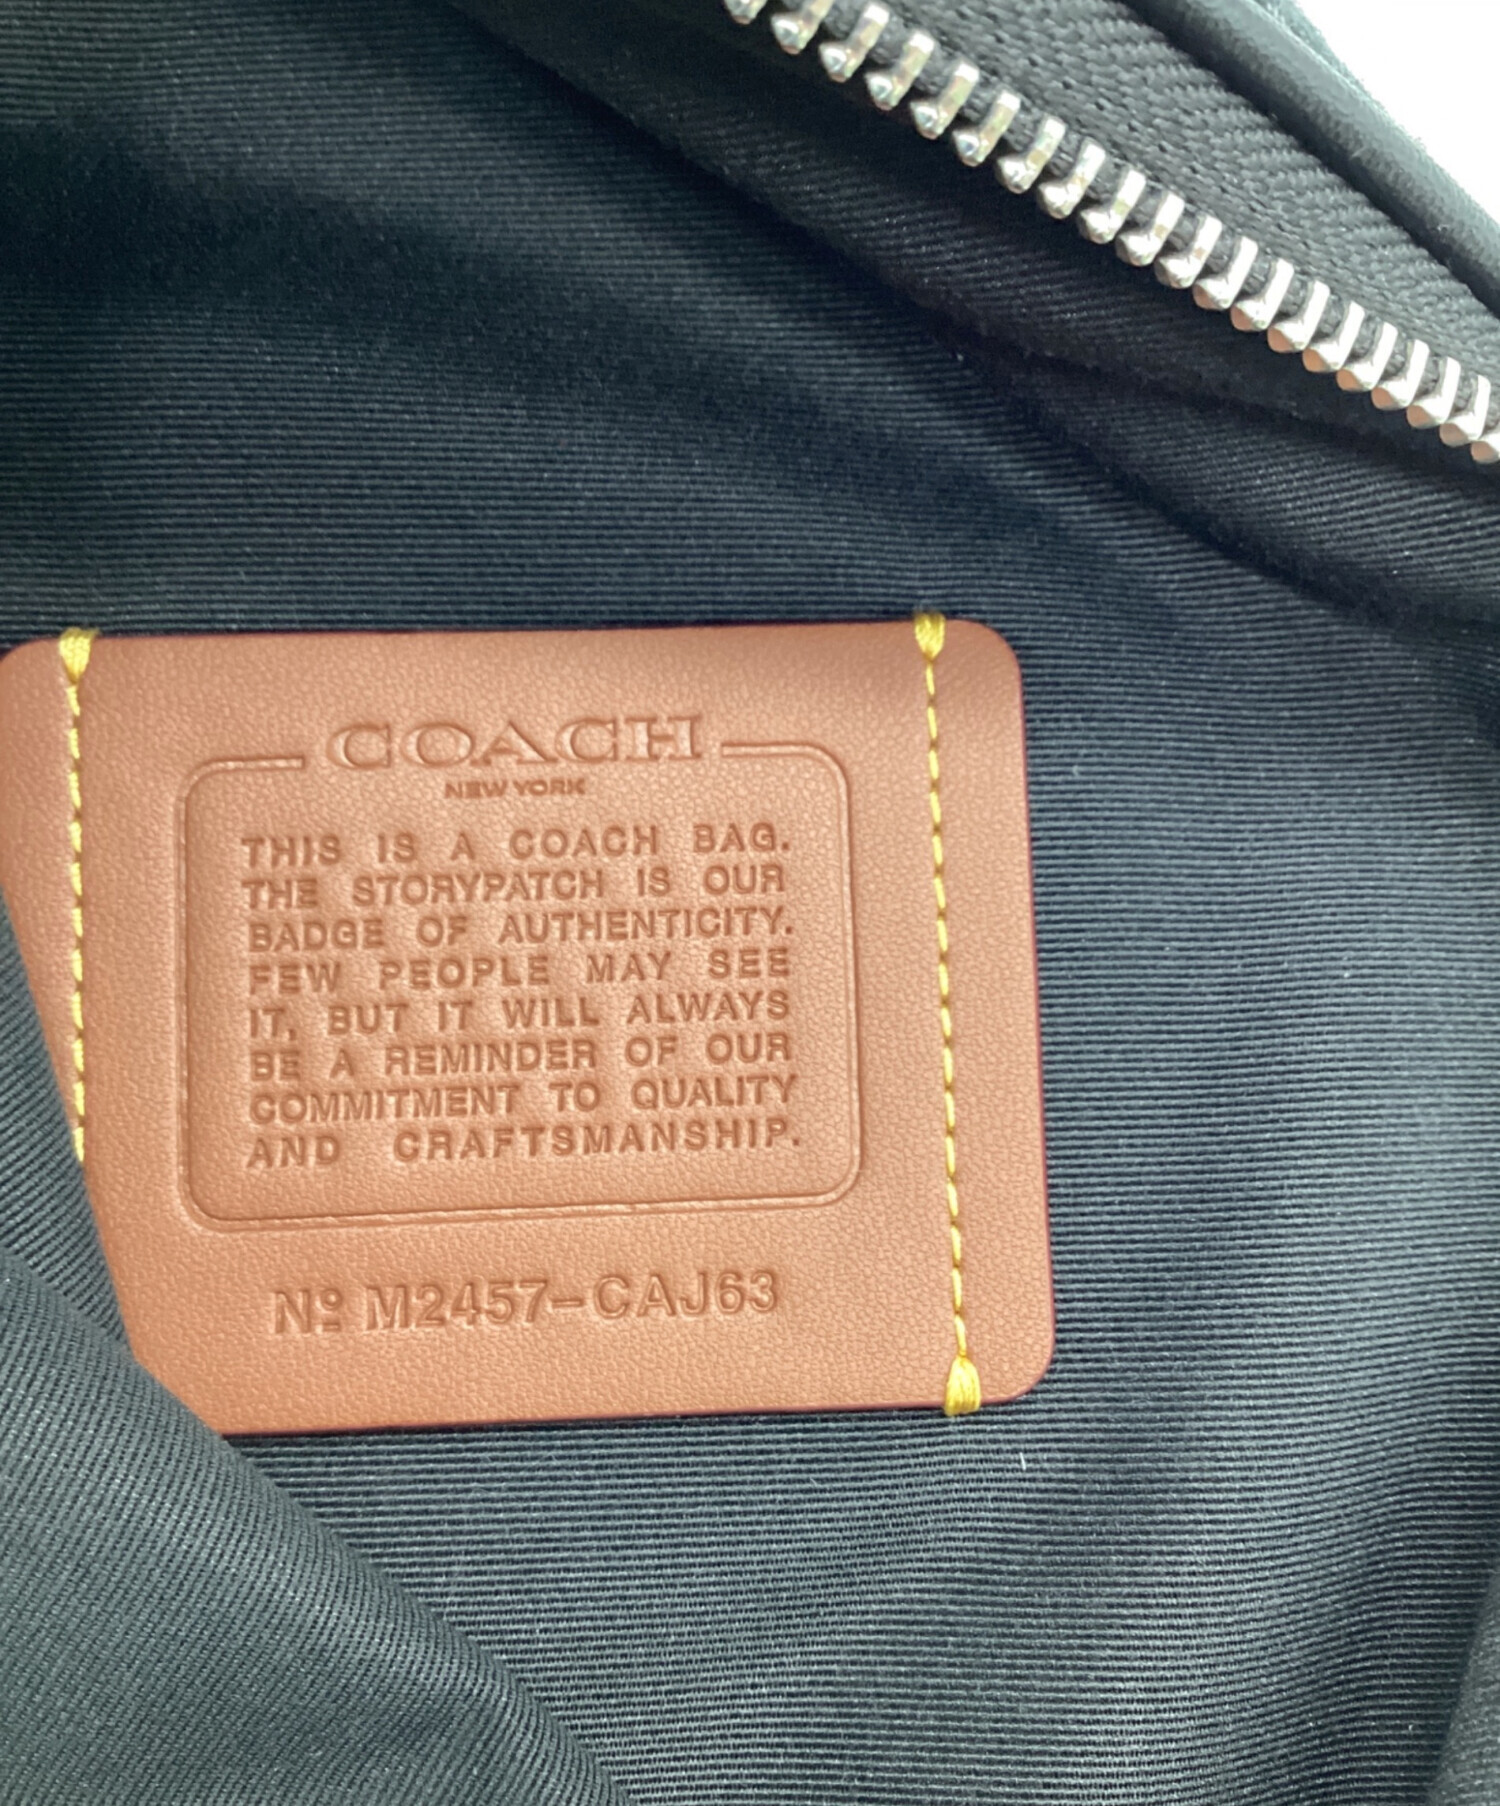 COACH
NEW YORK
THIS IS A COACH BAG.
THE STORYPATCH IS OUR
BADGE OF AUTHENTICITY.
FEW PEOPLE MAY SEE
IT, BUT IT WILL ALWAYS
BE A REMINDER OF OUR
COMMITMENT TO QUALITY
AND CRAFTSMANSHIP.
Nº M2457-CAJ63